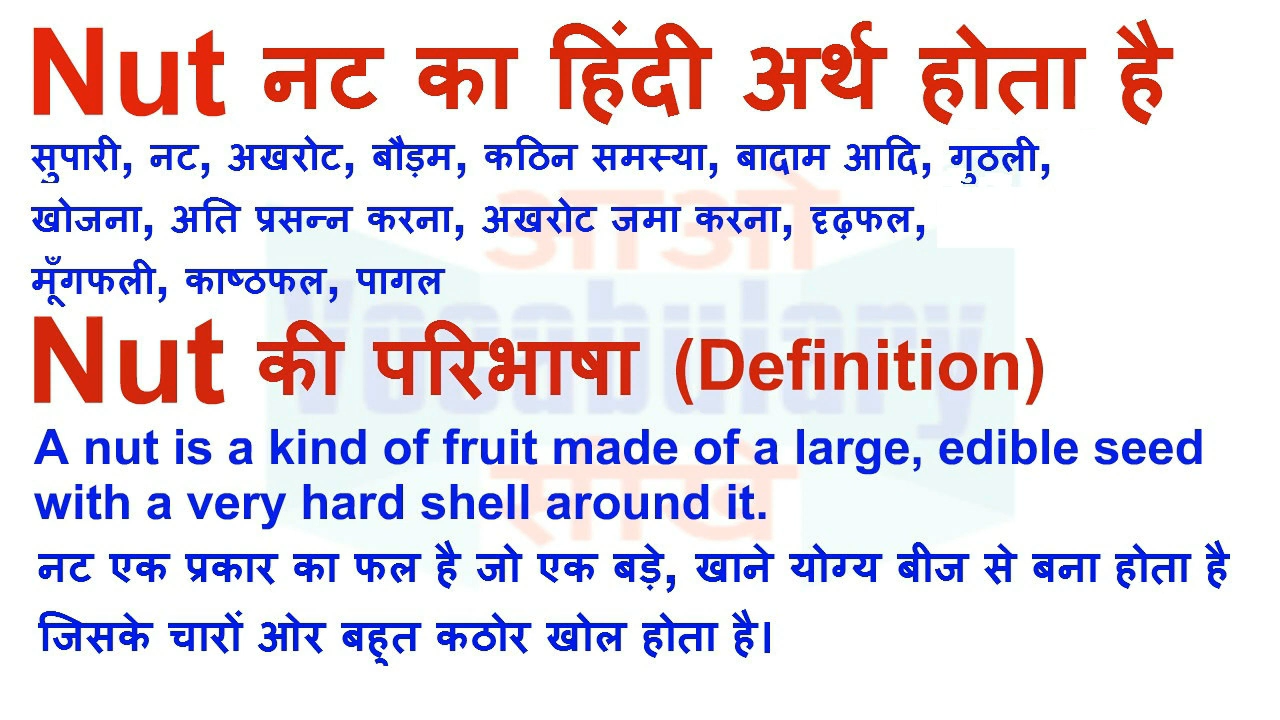 Nut नट का हिंदी अर्थ होता है
सुपारी, नट, अखरोट, बौड़म, कठिन समस्या, बादाम आदि, गुठली,
खोजना, अति प्रसन्न करना, अखरोट जमा करना, दृढ़फल,
मूँगफली, काष्ठफल, पागल
Nut की परिभाषा (Definition)
A nut is a kind of fruit made of a large, edible seed
with a very hard shell around it.
नट एक प्रकार का फल है जो एक बड़े, खाने योग्य बीज से बना होता है
जिसके चारों ओर बहुत कठोर खोल होता है।
आओ
Vocabulary
सीखे